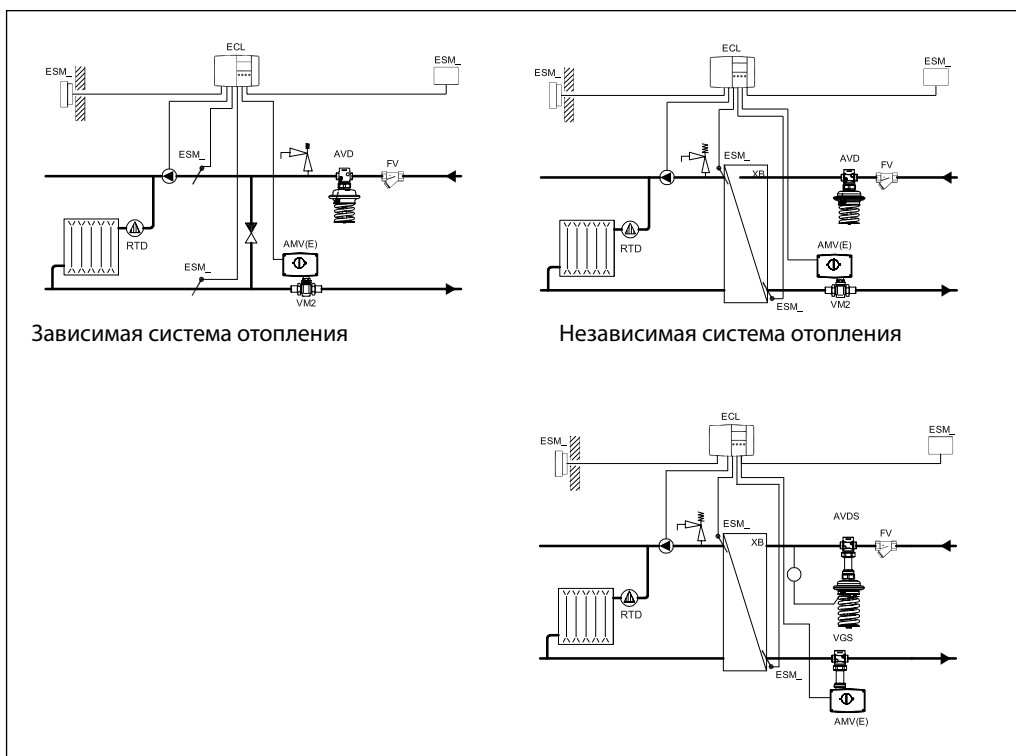 ECL
ESM_
ESM_
ESM_
AVD
FV
RTD
AMV(E)
ESM_
VM2
Зависимая система отопления
ECL
ESM_
ESM_
ESM_
XB
AVD
FV
RTD
AMV(E)
ESM_
VM2
Независимая система отопления
ECL
ESM_
ESM_
AVDS
ESM_
XB
FV
RTD
VGS
ESM_
AMV(E)